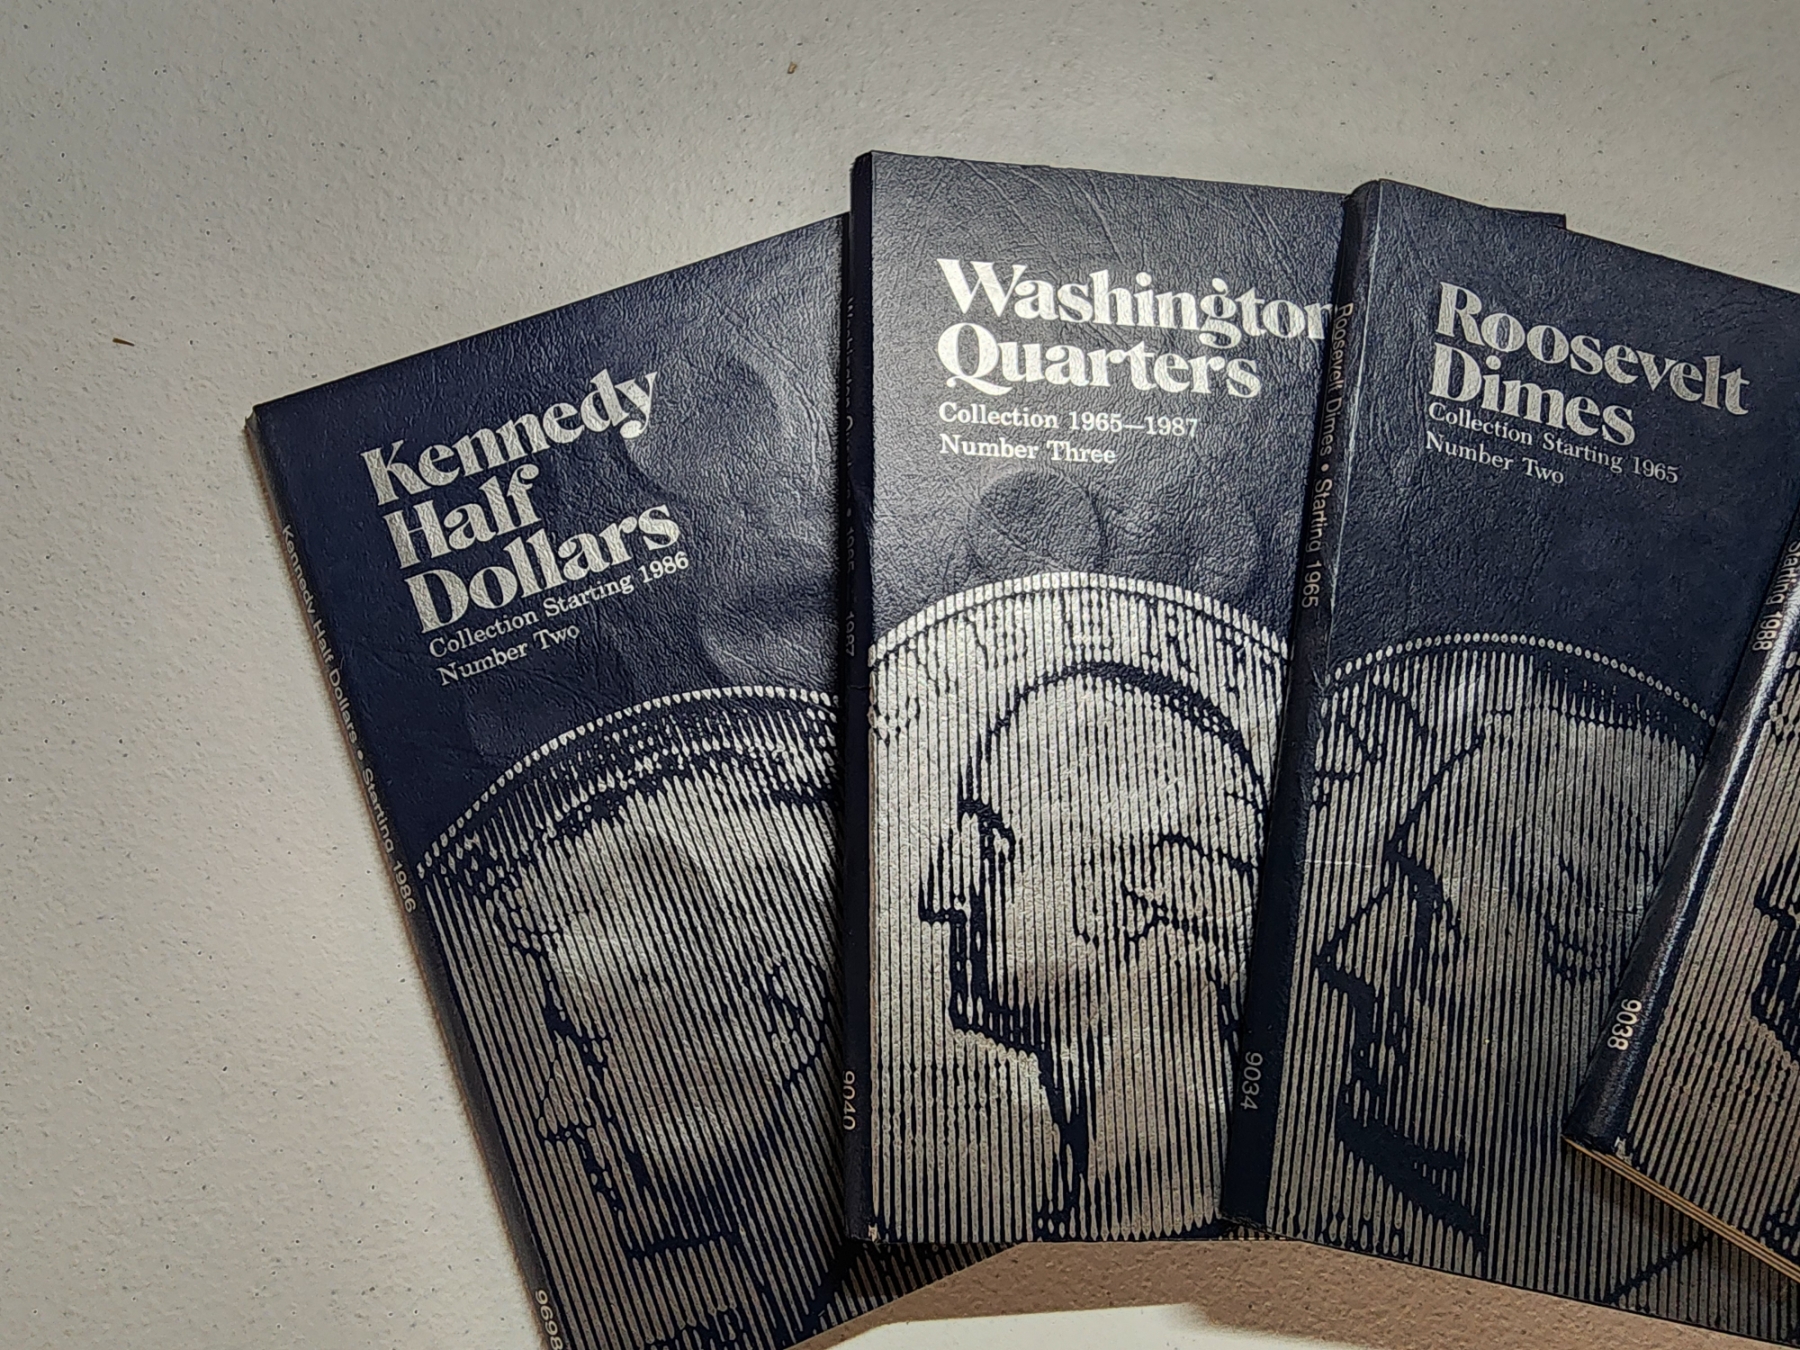 Kennedy
Half
Dollars
Collection Starting 1986
Number Two
Kennedy Half Dollars • Starting 1986
9698
Washington
Quarters
Collection 1965—1987
Number Three
9040
Roosevelt
Dimes
Collection Starting 1965
Number Two
Roosevelt Dimes • Starting 1965
9034
Starting 1988
9038